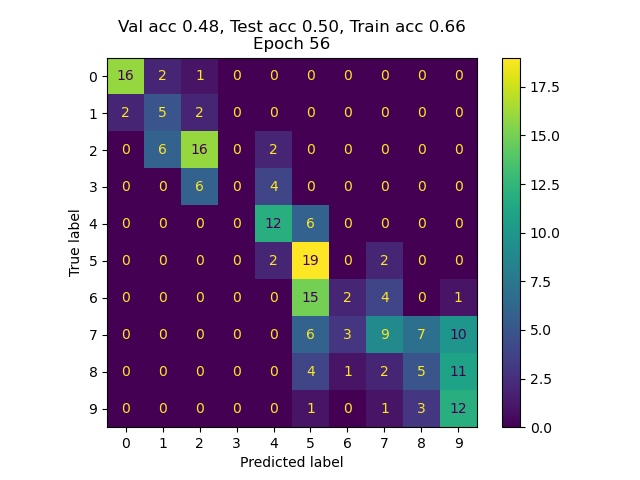 Val acc 0.48, Test acc 0.50, Train acc 0.66
Epoch 56
True label
0 16 2 1 0 0 0 0 0 0 0
1 2 5 2 0 0 0 0 0 0 0
2 0 6 16 0 2 0 0 0 0 0
3 0 0 6 0 4 0 0 0 0 0
4 0 0 0 0 12 6 0 0 0 0
5 0 0 0 0 2 19 0 2 0 0
6 0 0 0 0 0 15 2 4 0 1
7 0 0 0 0 0 6 3 9 7 10
8 0 0 0 0 0 4 1 2 5 11
9 0 0 0 0 0 1 0 1 3 12
0 1 2 3 4 5 6 7 8 9
Predicted label
17.5
15.0
12.5
10.0
7.5
5.0
2.5
0.0